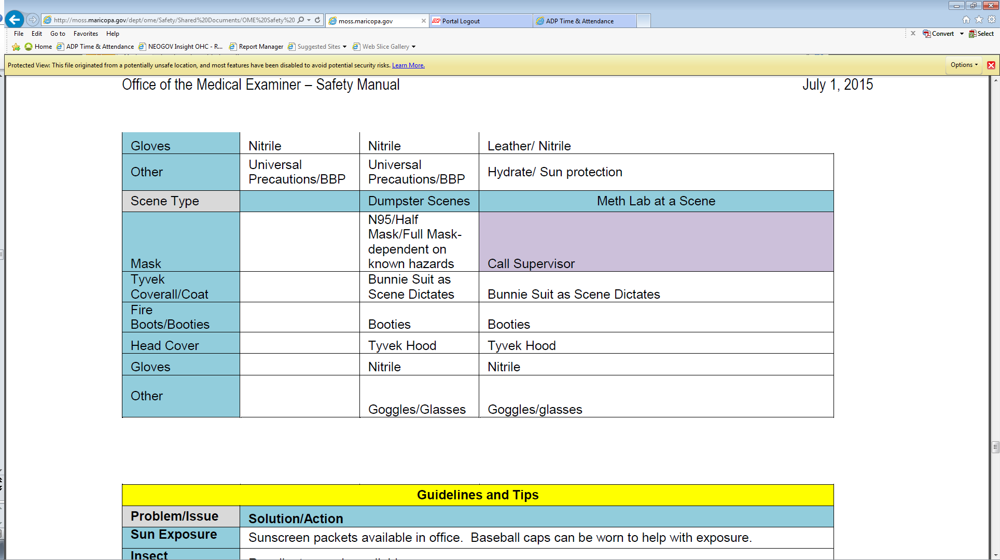 http://moss.maricopa.gov/dept/ome/Safety/Shared%20Documents/OME%20Safety%20
moss.maricopa.gov
Portal Logout
ADP Time & Attendance
File Edit Go to Favorites Help
Convert Select
Home ADP Time & Attendance NEOGOV Insight OHC - R... Report Manager Suggested Sites Web Slice Gallery
Protected View: This file originated from a potentially unsafe location, and most features have been disabled to avoid potential security risks. Learn More.
Options
Office of the Medical Examiner – Safety Manual July 1, 2015
Gloves Nitrile Nitrile Leather/ Nitrile
Other
Universal
Precautions/BBP
Universal
Precautions/BBP
Hydrate/ Sun protection
Scene Type Dumpster Scenes Meth Lab at a Scene
Mask
N95/Half
Mask/Full Mask-
dependent on
known hazards
Call Supervisor
Tyvek
Coverall/Coat
Bunnie Suit as
Scene Dictates
Bunnie Suit as Scene Dictates
Fire
Boots/Booties
Booties
Booties
Head Cover Tyvek Hood Tyvek Hood
Gloves Nitrile Nitrile
Other
Goggles/Glasses
Goggles/glasses
Guidelines and Tips
Problem/Issue Solution/Action
Sun Exposure Sunscreen packets available in office.  Baseball caps can be worn to help with exposure.
Insect